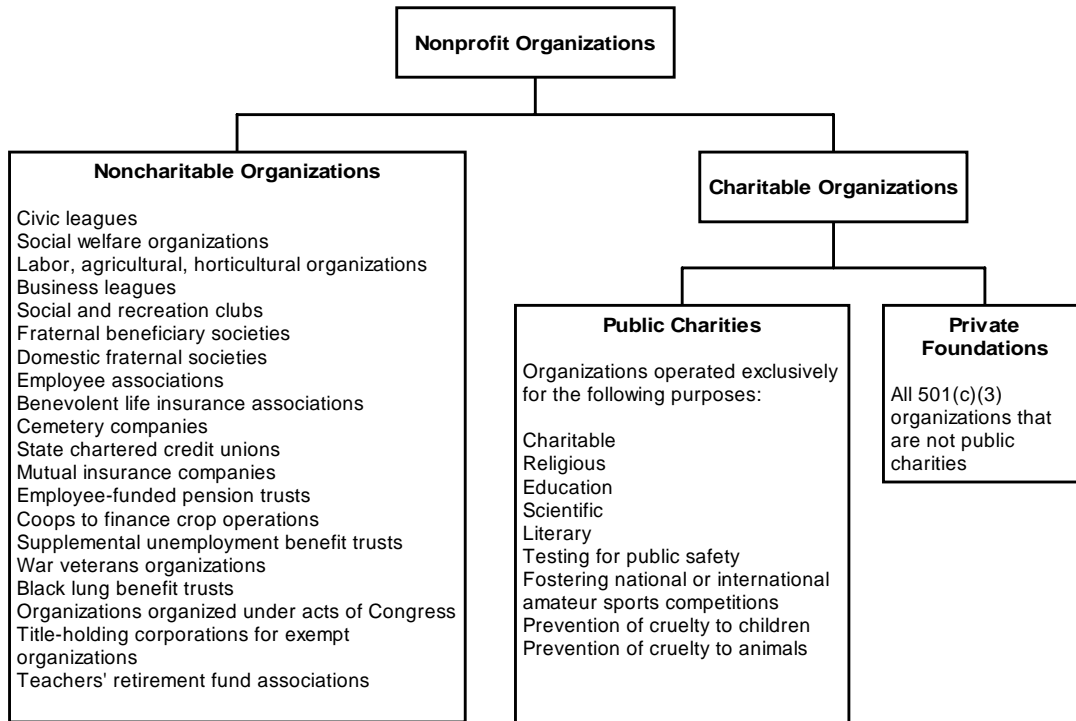 Nonprofit Organizations
Noncharitable Organizations
Civic leagues
Social welfare organizations
Labor, agricultural, horticultural organizations
Business leagues
Social and recreation clubs
Fraternal beneficiary societies
Domestic fraternal societies
Employee associations
Benevolent life insurance associations
Cemetery companies
State chartered credit unions
Mutual insurance companies
Employee-funded pension trusts
Coops to finance crop operations
Supplemental unemployment benefit trusts
War veterans organizations
Black lung benefit trusts
Organizations organized under acts of Congress
Title-holding corporations for exempt
organizations
Teachers' retirement fund associations
Charitable Organizations
Public Charities
Organizations operated exclusively
for the following purposes:
Charitable
Religious
Education
Scientific
Literary
Testing for public safety
Fostering national or international
amateur sports competitions
Prevention of cruelty to children
Prevention of cruelty to animals
Private
Foundations
All 501(c)(3)
organizations that
are not public
charities